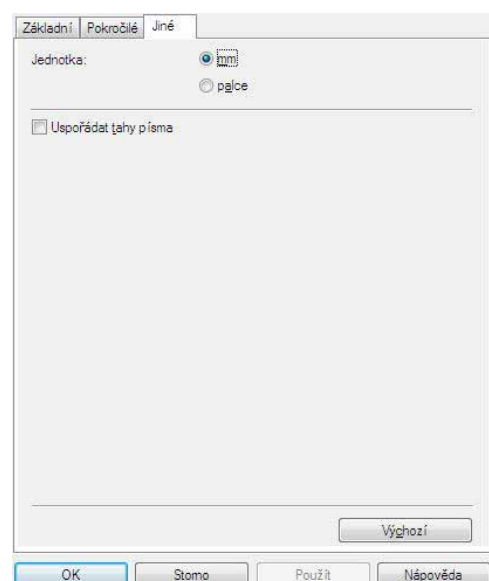 Základní Pokročilé Jiné
Jednotka: mm
palce
Uspořádat tahy písma
Výchozí
OK Storno Použít Nápověda